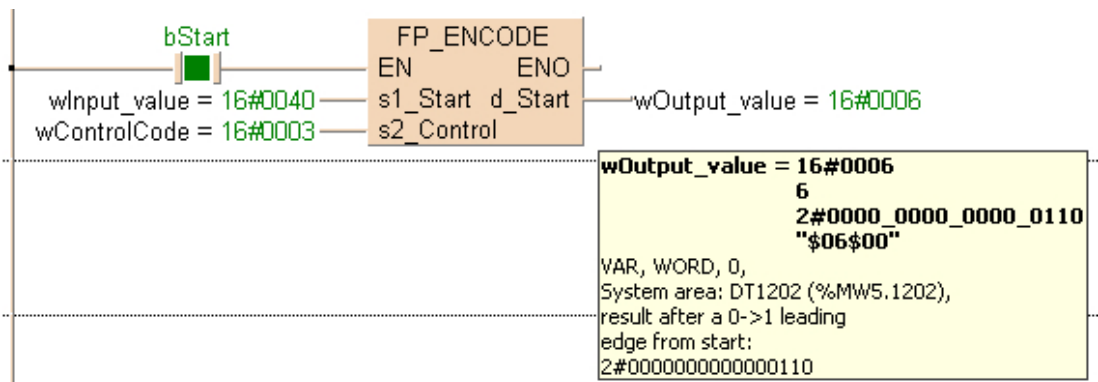 bStart
FP_ENCODE
EN ENO
wInput_value = 16#0040 s1_Start d_Start wOutput_value = 16#0006
wControlCode = 16#0003 s2_Control
wOutput_value = 16#0006
6
2#0000_0000_0000_0110
"$06$00"
VAR, WORD, 0,
System area: DT1202 (%MW5.1202),
result after a 0->1 leading
edge from start:
2#0000000000000110